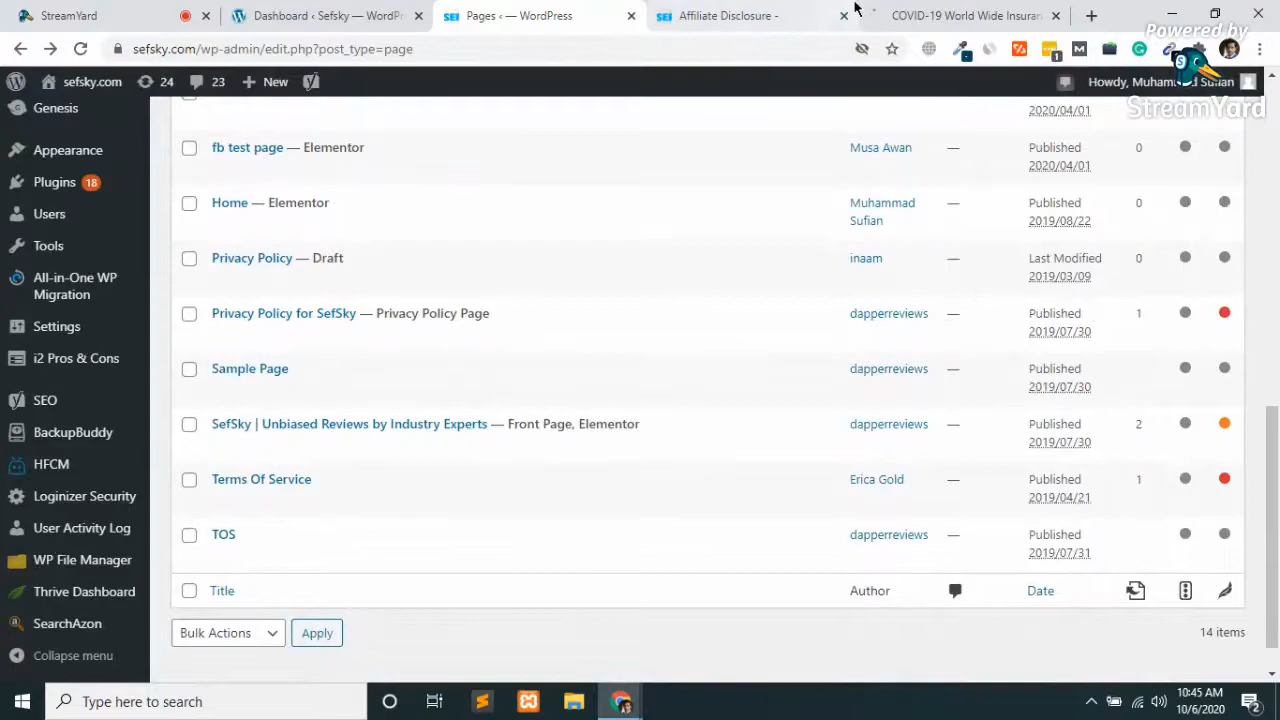 StreamYard
Dashboard ‹ Sefsky — WordPr
Pages ‹ — WordPress
Affiliate Disclosure -
COVID-19 World Wide Insuran
Powered by
StreamYard
sefsky.com/wp-admin/edit.php?post_type=page
1
sefsky.com
24
23
New
Howdy, Muhammad Sufian
Genesis
Appearance
Plugins 18
Users
Tools
All-in-One WP
Migration
Settings
i2 Pros & Cons
SEO
BackupBuddy
HFCM
Loginizer Security
User Activity Log
WP File Manager
Thrive Dashboard
SearchAzon
Collapse menu
2020/04/01
fb test page — Elementor
Musa Awan
—
Published
2020/04/01
0
Home — Elementor
Muhammad
Sufian
—
Published
2019/08/22
0
Privacy Policy — Draft
inaam
—
Last Modified
2019/03/09
0
Privacy Policy for SefSky — Privacy Policy Page
dapperreviews
—
Published
2019/07/30
1
Sample Page
dapperreviews
—
Published
2019/07/30
SefSky | Unbiased Reviews by Industry Experts — Front Page, Elementor
dapperreviews
—
Published
2019/07/30
2
Terms Of Service
Erica Gold
—
Published
2019/04/21
1
TOS
dapperreviews
—
Published
2019/07/31
Title
Author
Date
Bulk Actions
Apply
14 items
Type here to search
10:45 AM
10/6/2020
2